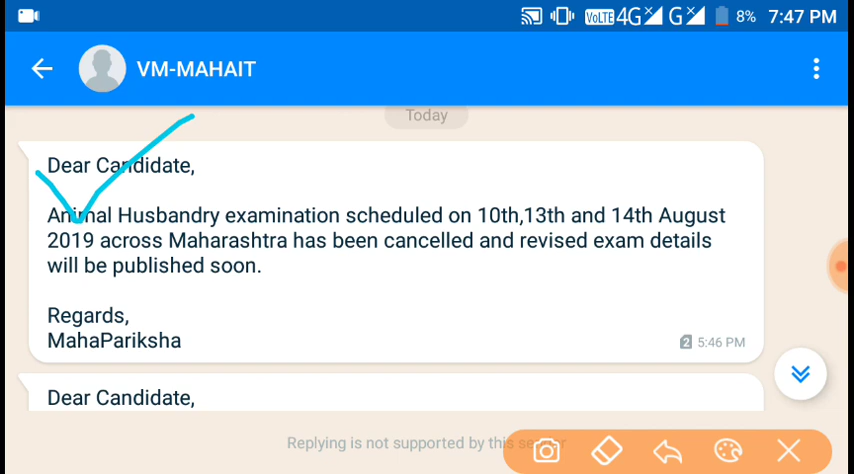 VoLTE 4G G 8% 7:47 PM
VM-MAHAIT
Today
Dear Candidate,
Animal Husbandry examination scheduled on 10th,13th and 14th August
2019 across Maharashtra has been cancelled and revised exam details
will be published soon.
Regards,
MahaPariksha
2 5:46 PM
Dear Candidate,
Replying is not supported by this sender